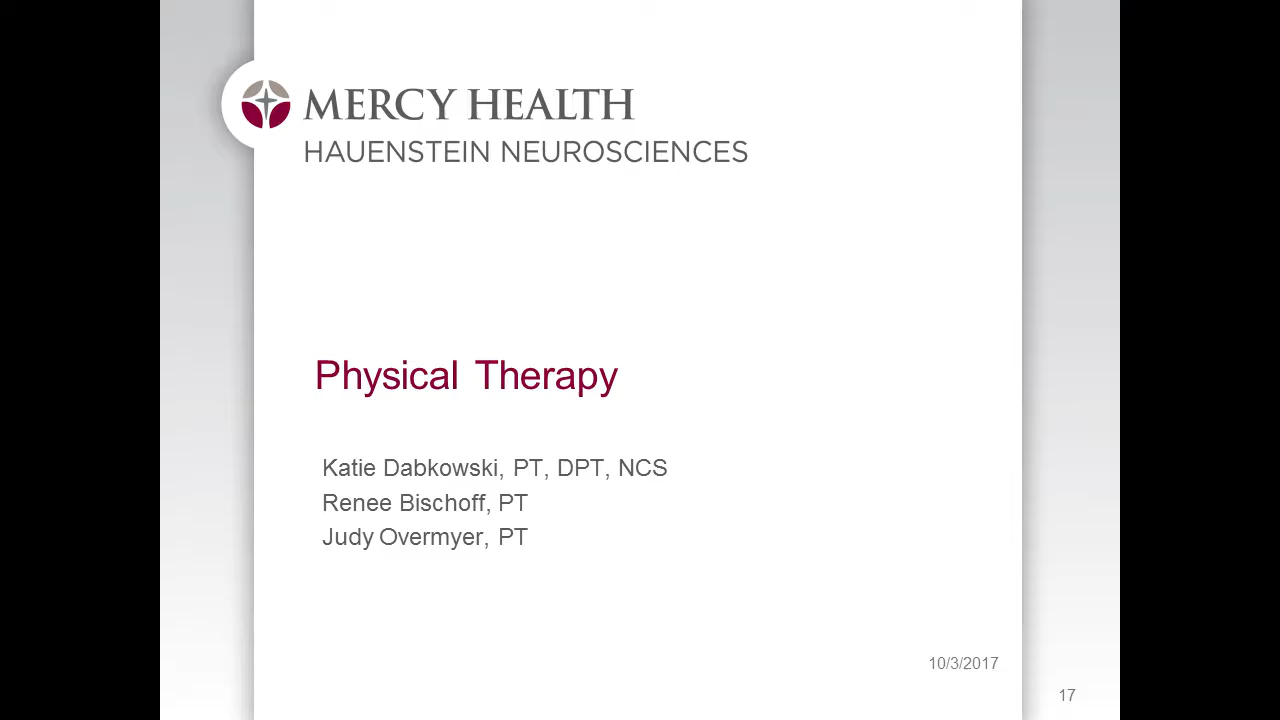 MERCY HEALTH
HAUENSTEIN NEUROSCIENCES
Physical Therapy
Katie Dabkowski, PT, DPT, NCS
Renee Bischoff, PT
Judy Overmyer, PT
10/3/2017
17